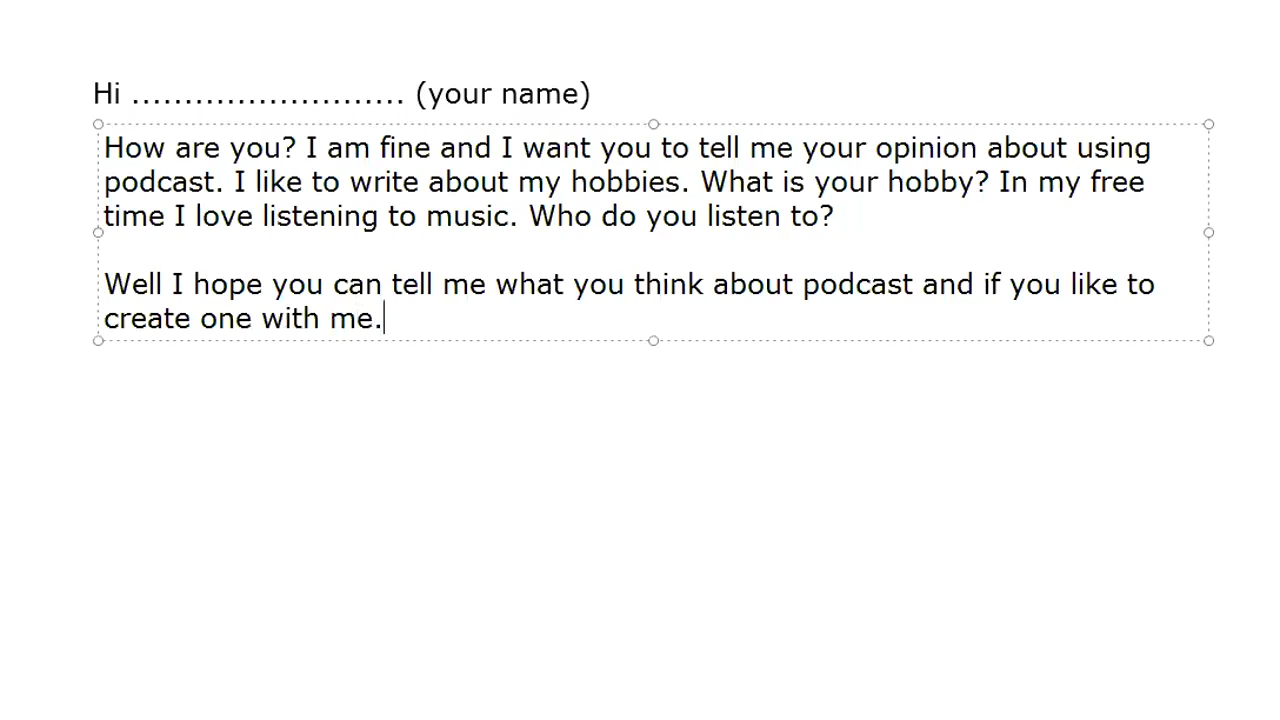 Hi .......................... (your name)
How are you? I am fine and I want you to tell me your opinion about using
podcast. I like to write about my hobbies. What is your hobby? In my free
time I love listening to music. Who do you listen to?
Well I hope you can tell me what you think about podcast and if you like to
create one with me.